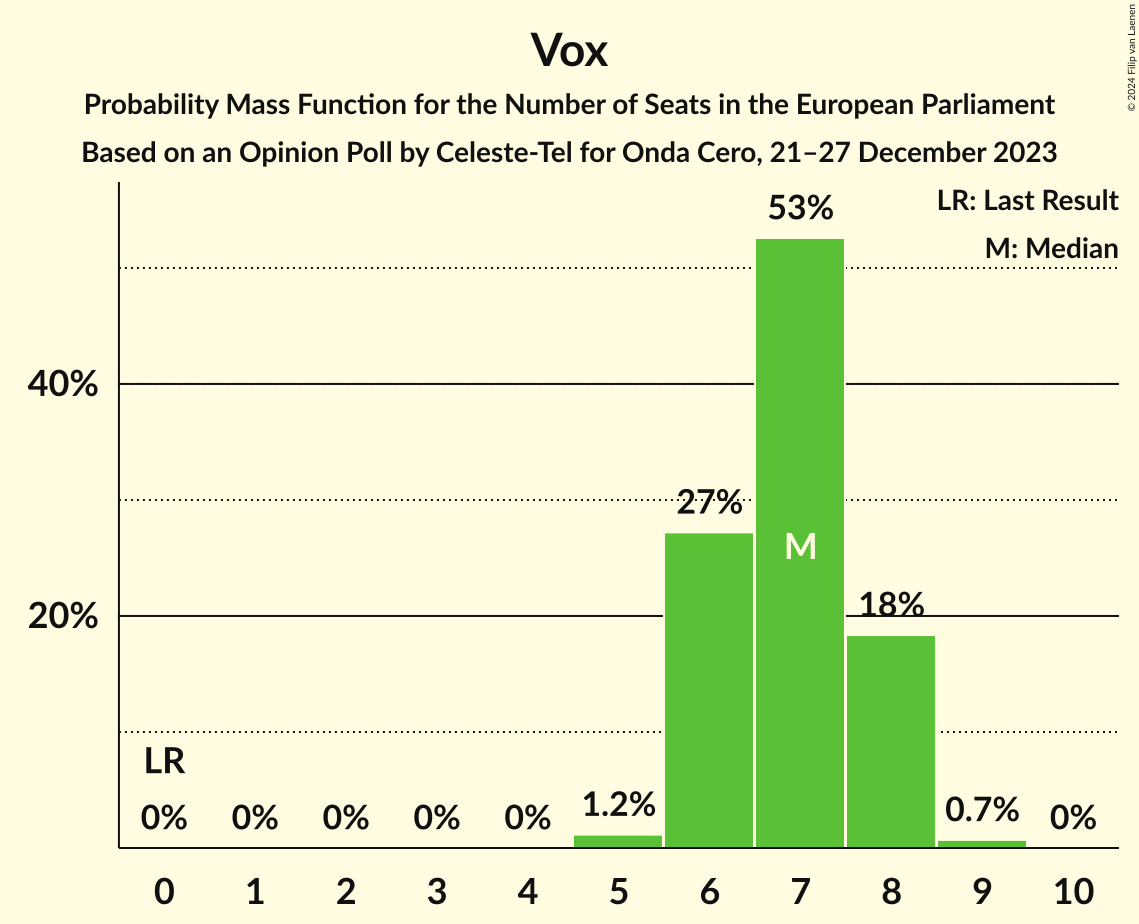 Vox
Probability Mass Function for the Number of Seats in the European Parliament
Based on an Opinion Poll by Celeste-Tel for Onda Cero, 21–27 December 2023
© 2024 Filip van Laenen
LR: Last Result
M: Median
53%
40%
27%
M
20%
18%
LR
0%
0%
0%
0%
0%
1.2%
0.7%
0%
0 1 2 3 4 5 6 7 8 9 10